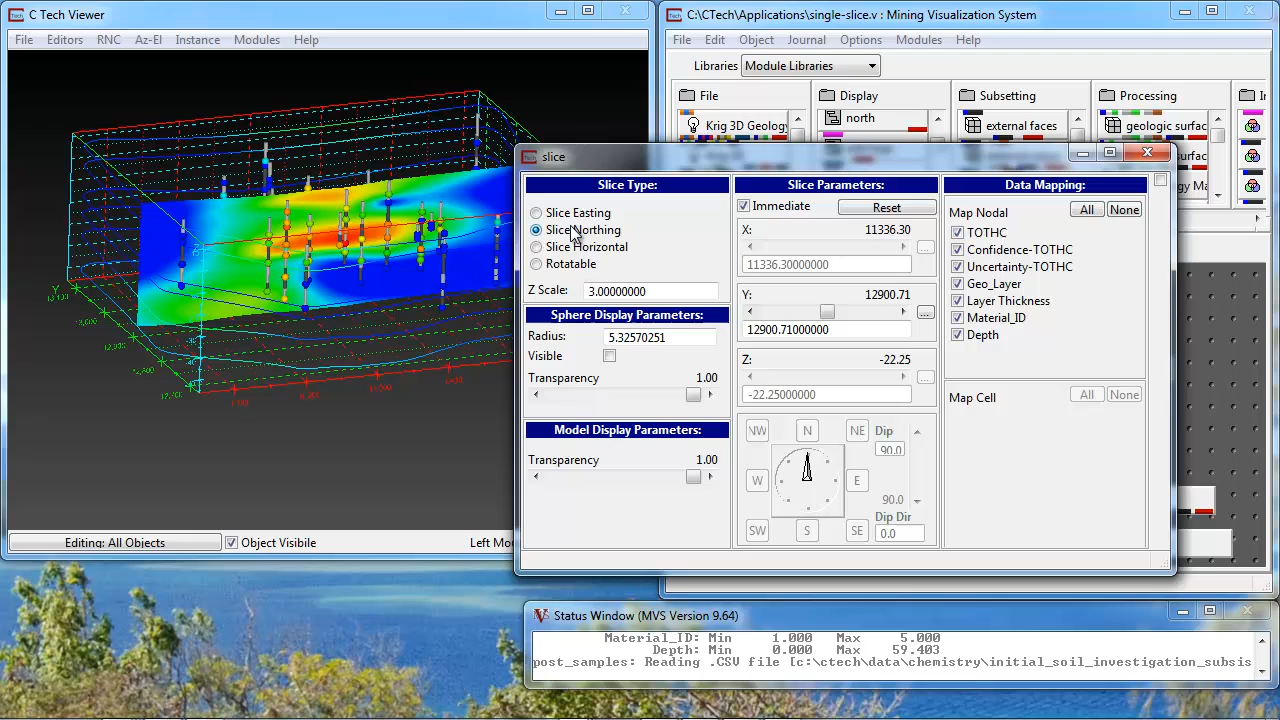 C Tech Viewer
File Editors RNC Az-El Instance Modules Help
Editing: All Objects
Object Visibile
Left Mo
C:\CTech\Applications\single-slice.v : Mining Visualization System
File Edit Object Journal Options Modules Help
Libraries Module Libraries
File Display Subsetting Processing
Krig 3D Geology north external faces geologic surfac
slice
Slice Type:
Slice Easting
Slice Northing
Slice Horizontal
Rotatable
Z Scale: 3.00000000
Sphere Display Parameters:
Radius: 5.32570251
Visible
Transparency 1.00
Model Display Parameters:
Transparency 1.00
Slice Parameters:
Immediate Reset
X: 11336.30
...
11336.30000000
Y: 12900.71
...
12900.71000000
Z: -22.25
...
-22.25000000
NW N NE Dip
90.0
W E
90.0
SW S SE Dip Dir
0.0
Data Mapping:
Map Nodal All None
TOTHC
Confidence-TOTHC
Uncertainty-TOTHC
Geo_Layer
Layer Thickness
Material_ID
Depth
Map Cell All None
Status Window (MVS Version 9.64)
Material_ID: Min 1.000 Max 5.000
Depth: Min 0.000 Max 59.403
post_samples: Reading .CSV file [c:\ctech\data\chemistry\initial_soil_investigation_subsis